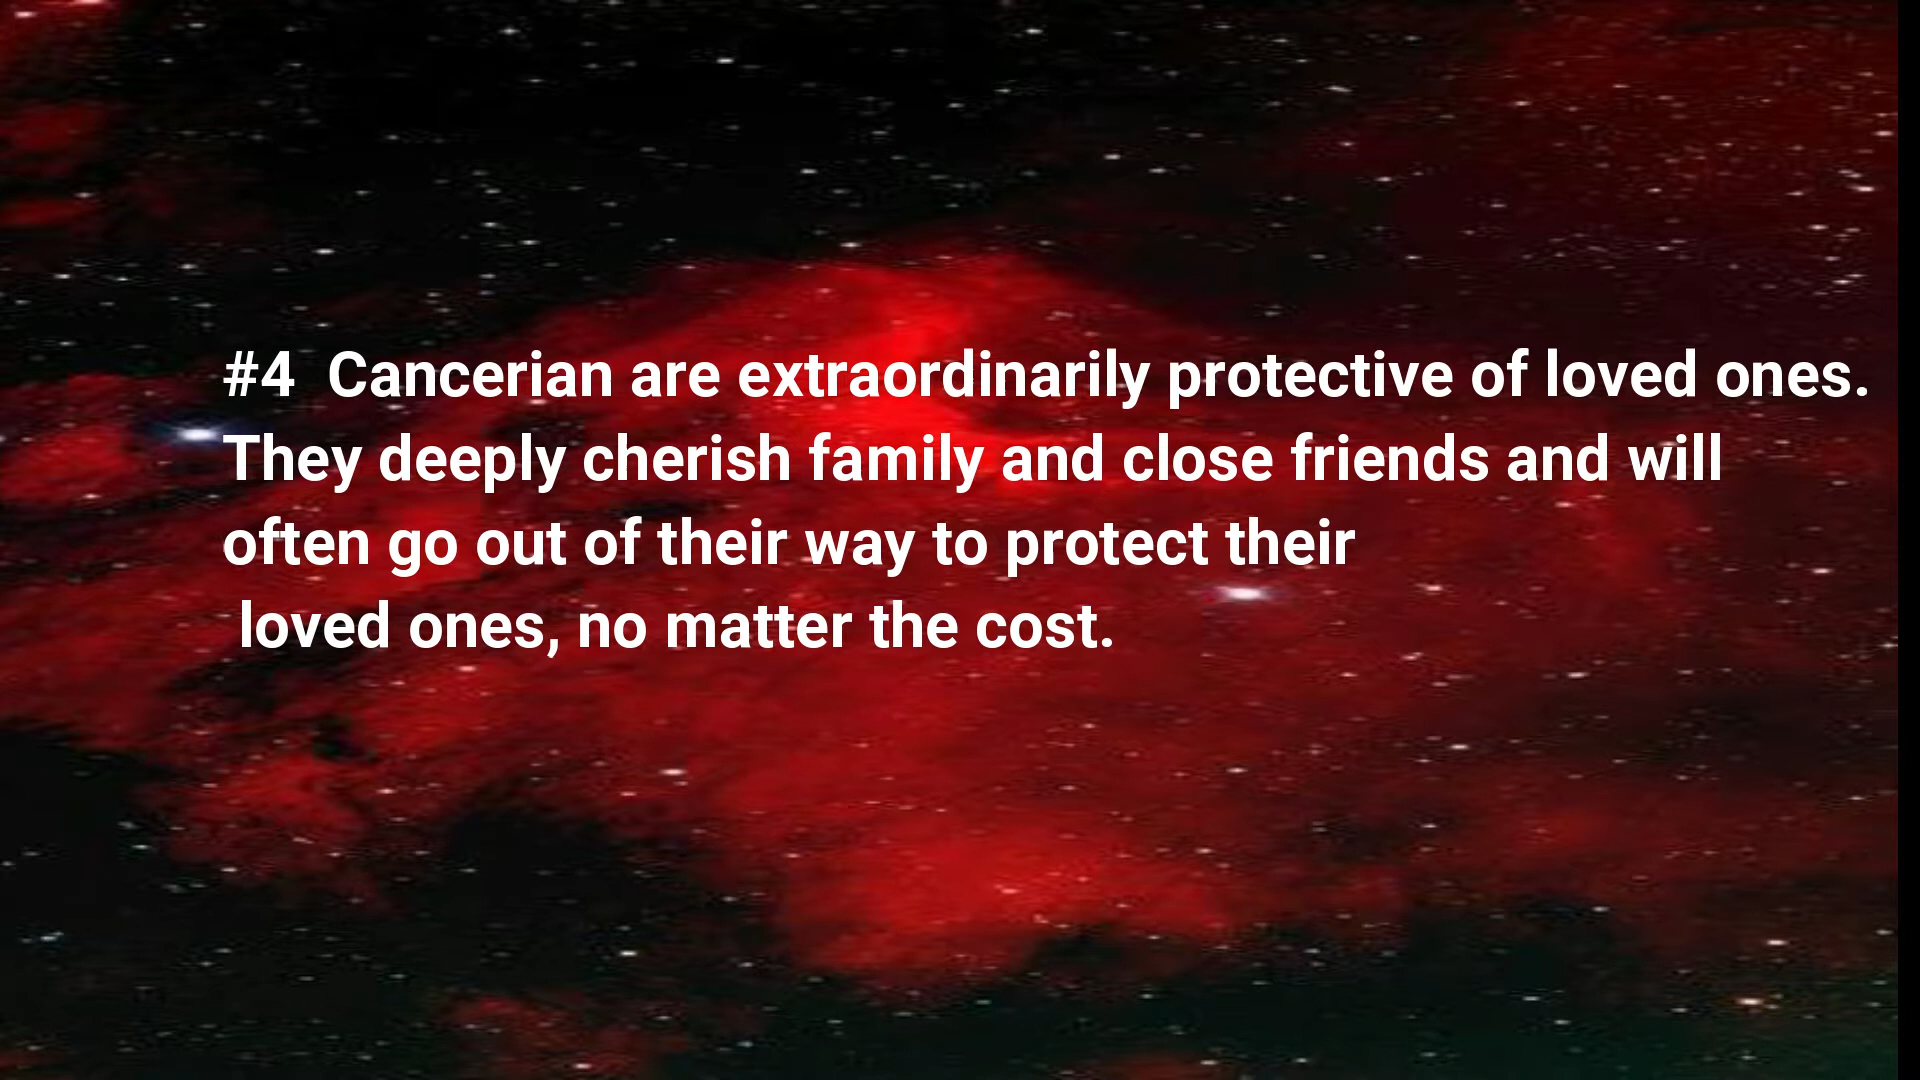 #4  Cancerian are extraordinarily protective of loved ones.
They deeply cherish family and close friends and will
often go out of their way to protect their
loved ones, no matter the cost.